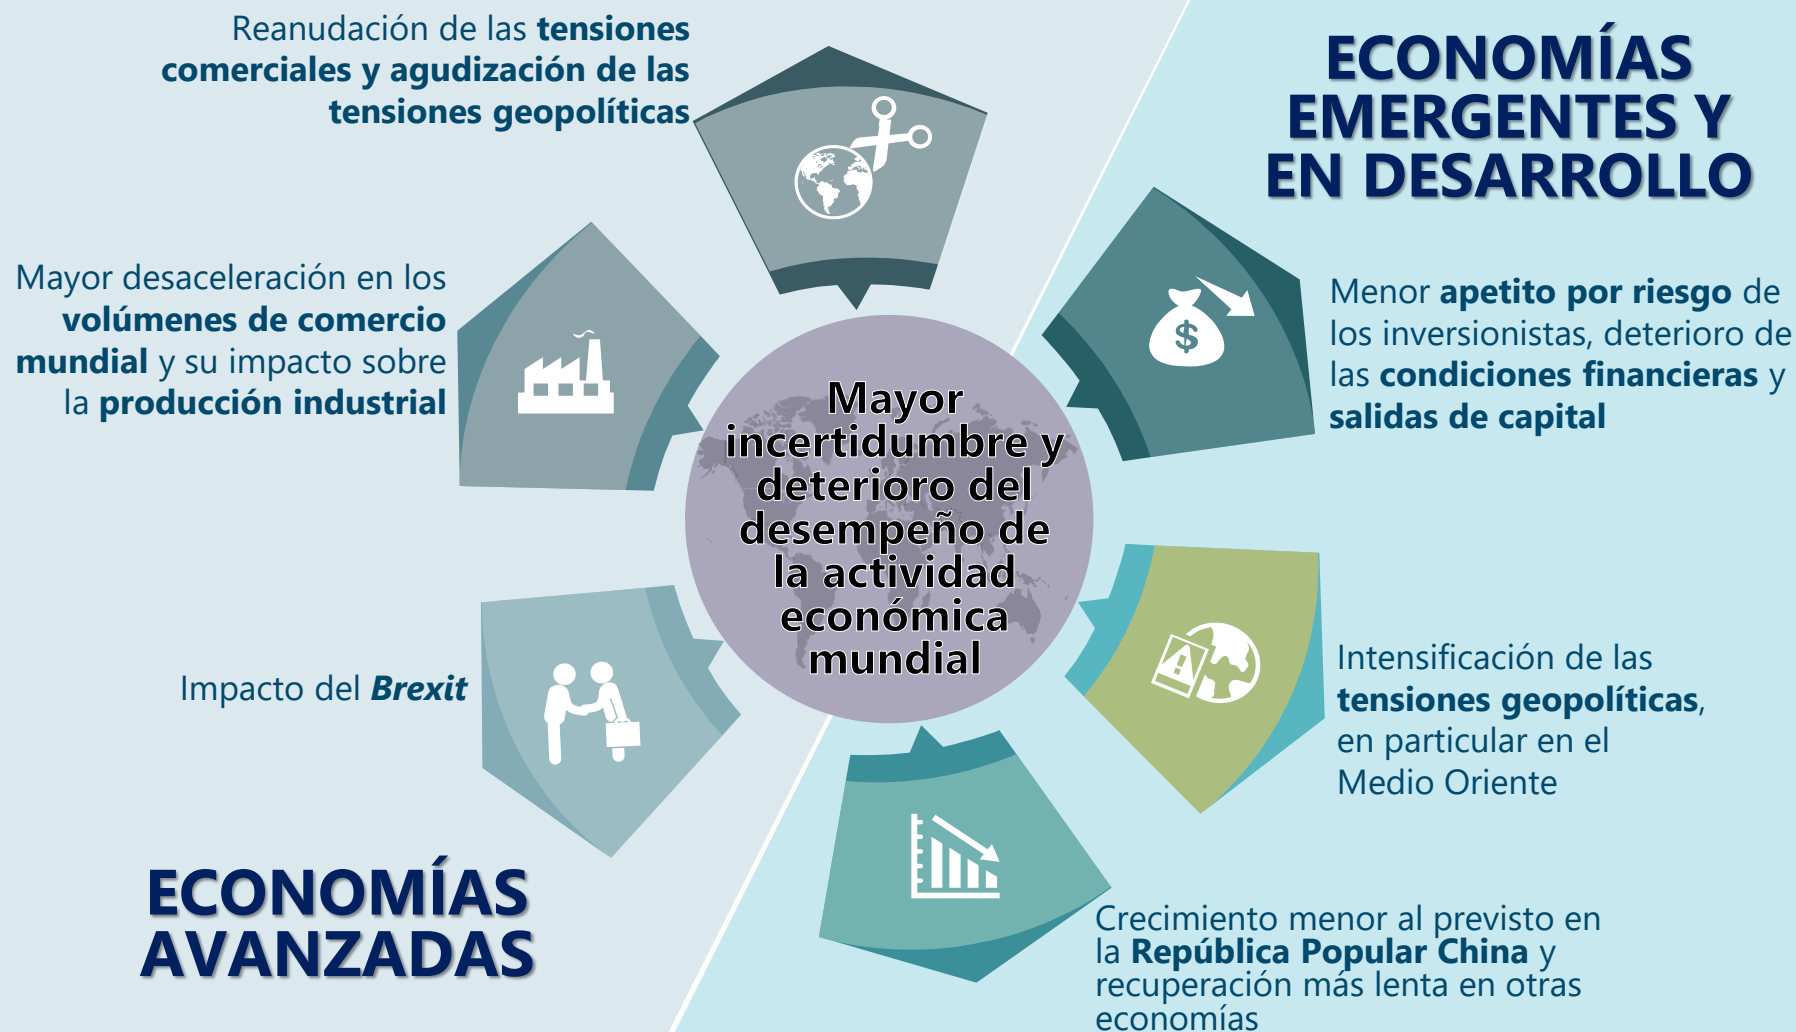 Reanudación de las tensiones
comerciales y agudización de las
tensiones geopolíticas
Mayor desaceleración en los
volúmenes de comercio
mundial y su impacto sobre
la producción industrial
Impacto del Brexit
ECONOMÍAS
AVANZADAS
Mayor
incertidumbre y
deterioro del
desempeño de
la actividad
económica
mundial
ECONOMÍAS
EMERGENTES Y
EN DESARROLLO
$
Menor apetito por riesgo de
los inversionistas, deterioro de
las condiciones financieras y
salidas de capital
Intensificación de las
tensiones geopolíticas,
en particular en el
Medio Oriente
Crecimiento menor al previsto en
la República Popular China y
recuperación más lenta en otras
economías